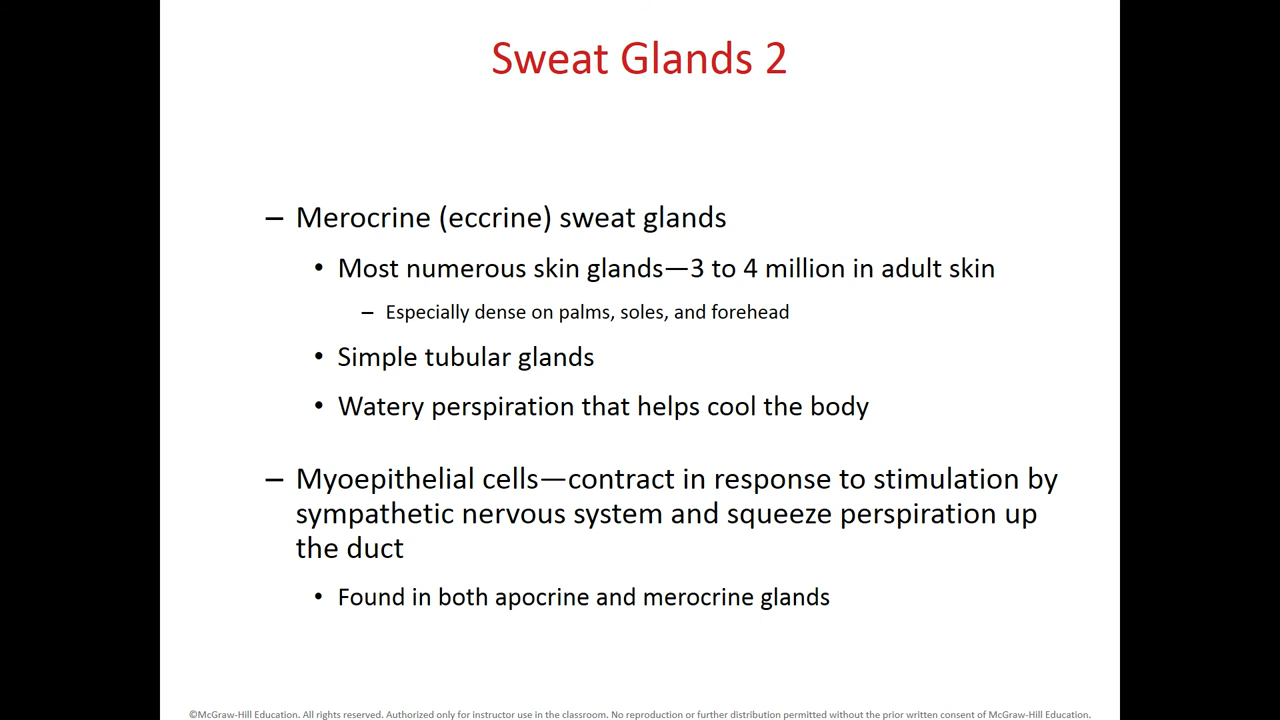 Sweat Glands 2
– Merocrine (eccrine) sweat glands
• Most numerous skin glands—3 to 4 million in adult skin
– Especially dense on palms, soles, and forehead
• Simple tubular glands
• Watery perspiration that helps cool the body
– Myoepithelial cells—contract in response to stimulation by
sympathetic nervous system and squeeze perspiration up
the duct
• Found in both apocrine and merocrine glands
©McGraw-Hill Education. All rights reserved. Authorized only for instructor use in the classroom. No reproduction or further distribution permitted without the prior written consent of McGraw-Hill Education.